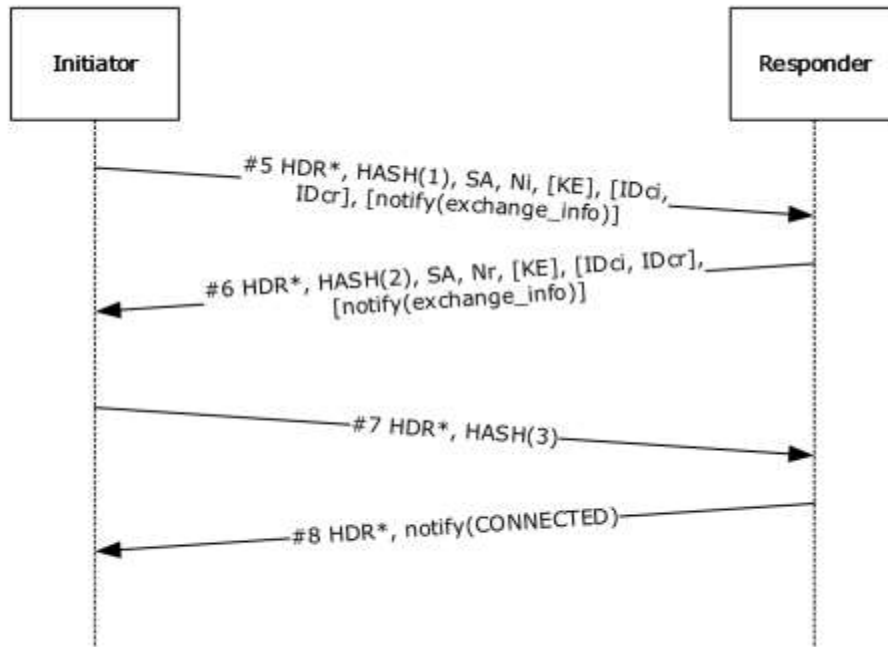 Initiator
Responder
#5 HDR*, HASH(1), SA, Ni, [KE], [IDci,
IDcr], [notify(exchange_info)]
#6 HDR*, HASH(2), SA, Nr, [KE], [IDci, IDcr],
[notify(exchange_info)]
#7 HDR*, HASH(3)
#8 HDR*, notify(CONNECTED)